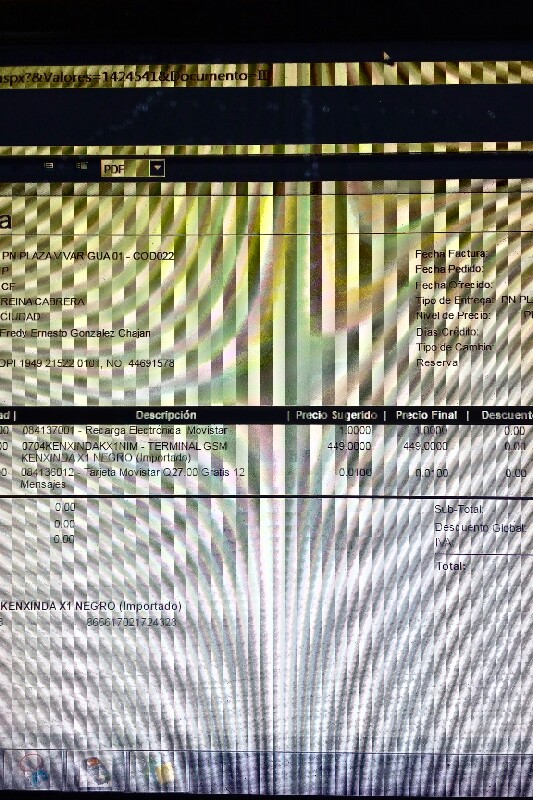 aspx?&Valores=1424541&Documento=II
PDF
a
PN PLAZA VIVAR GUA 01 - COD022
P
CF
REINA CABRERA
CIUDAD
Fredy Ernesto Gonzalez Chajan
DPI 1949 21522 0101, NO 44691578
Fecha Factura:
Fecha Pedido:
Fecha Ofrecido:
Tipo de Entrega: PN PL
Nivel de Precio: P
Días Crédito:
Tipo de Cambio:
Reserva
ad | Descripción | Precio Sugerido | Precio Final | Descuent
00 084137001 - Recarga Electrónica Movistar 1.0000 1.0000 0.00
00 0704KENXINDAKX1NIM - TERMINAL GSM 449.0000 449.0000 0.00
KENXINDA X1 NEGRO (Importado)
00 084136012 - Tarjeta Movistar Q27.00 Gratis 12 0.0100 0.0100 0.00
Mensajes
0.00
0.00
0.00
Sub-Total:
Descuento Global:
IVA:
Total:
KENXINDA X1 NEGRO (Importado)
865617021724328